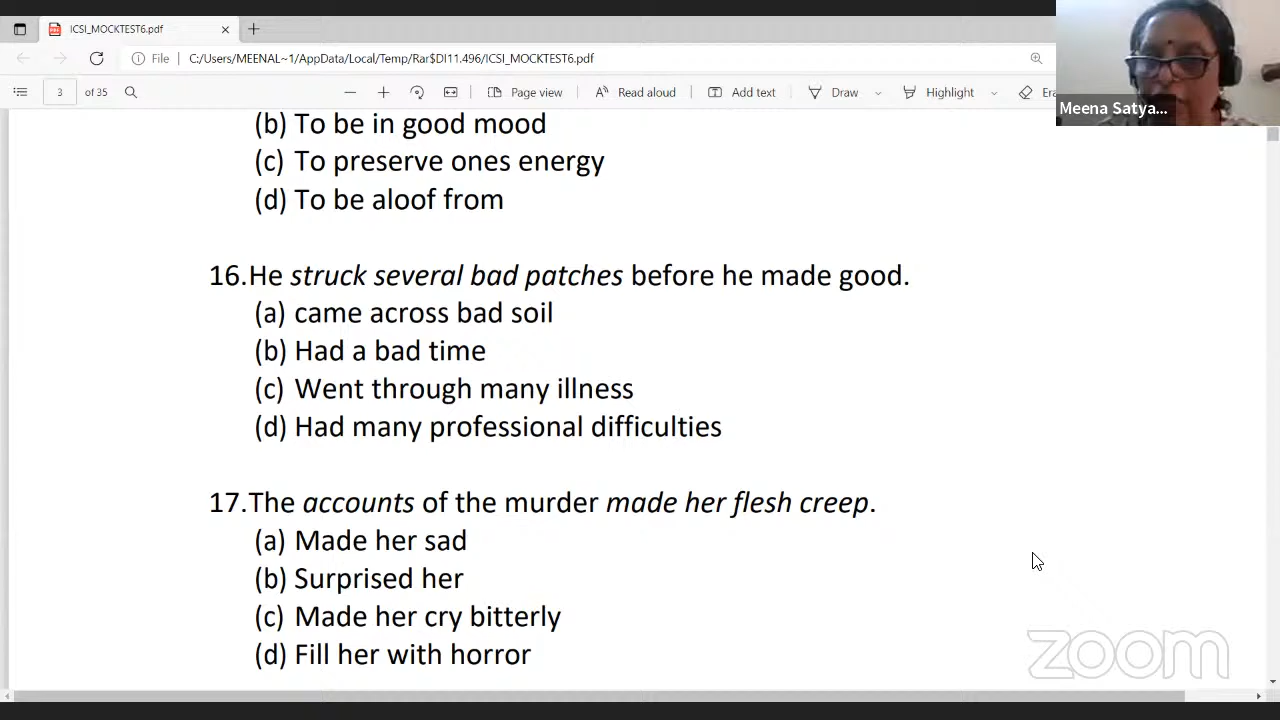 ICSI_MOCKTEST6.pdf
File C:/Users/MEENAL~1/AppData/Local/Temp/Rar$DI11.496/ICSI_MOCKTEST6.pdf
3 of 35 Page view Read aloud Add text Draw Highlight Era
Meena Satya...
(b) To be in good mood
(c) To preserve ones energy
(d) To be aloof from
16.He struck several bad patches before he made good.
(a) came across bad soil
(b) Had a bad time
(c) Went through many illness
(d) Had many professional difficulties
17.The accounts of the murder made her flesh creep.
(a) Made her sad
(b) Surprised her
(c) Made her cry bitterly
(d) Fill her with horror
zoom